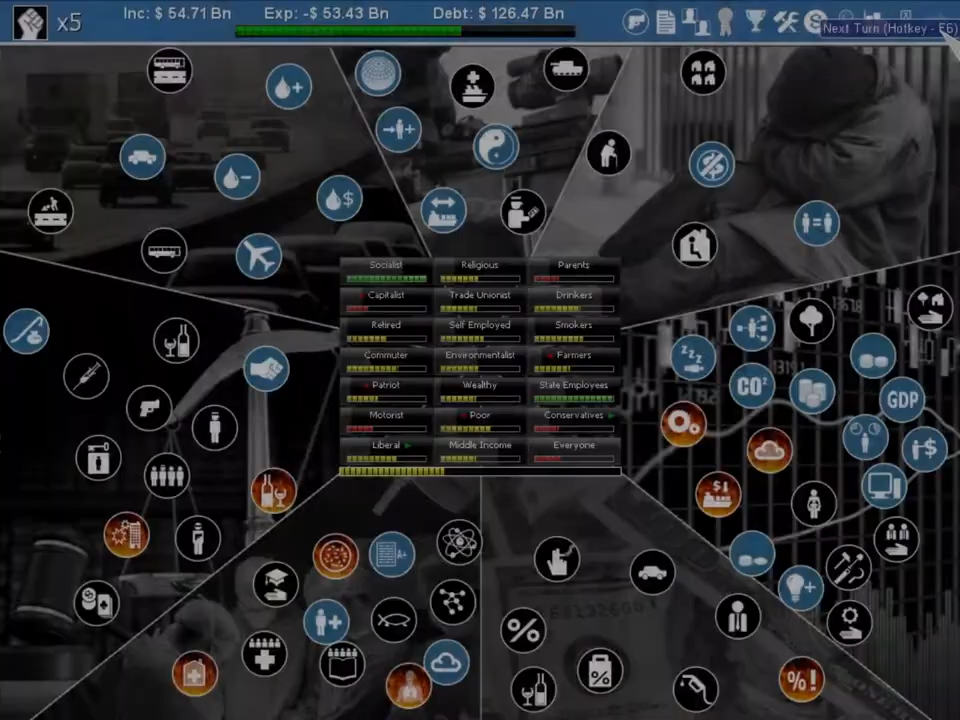 x5 Inc: $ 54.71 Bn Exp: -$ 53.43 Bn Debt: $ 126.47 Bn
Next Turn (Hotkey - F6)
Socialist Religious Parents
Capitalist Trade Unionist Drinkers
Retired Self Employed Smokers
Commuter Environmentalist Farmers
Patriot Wealthy State Employees
Motorist Poor Conservatives
Liberal Middle Income Everyone
zzz
CO²
GDP
$
A+
%
%!